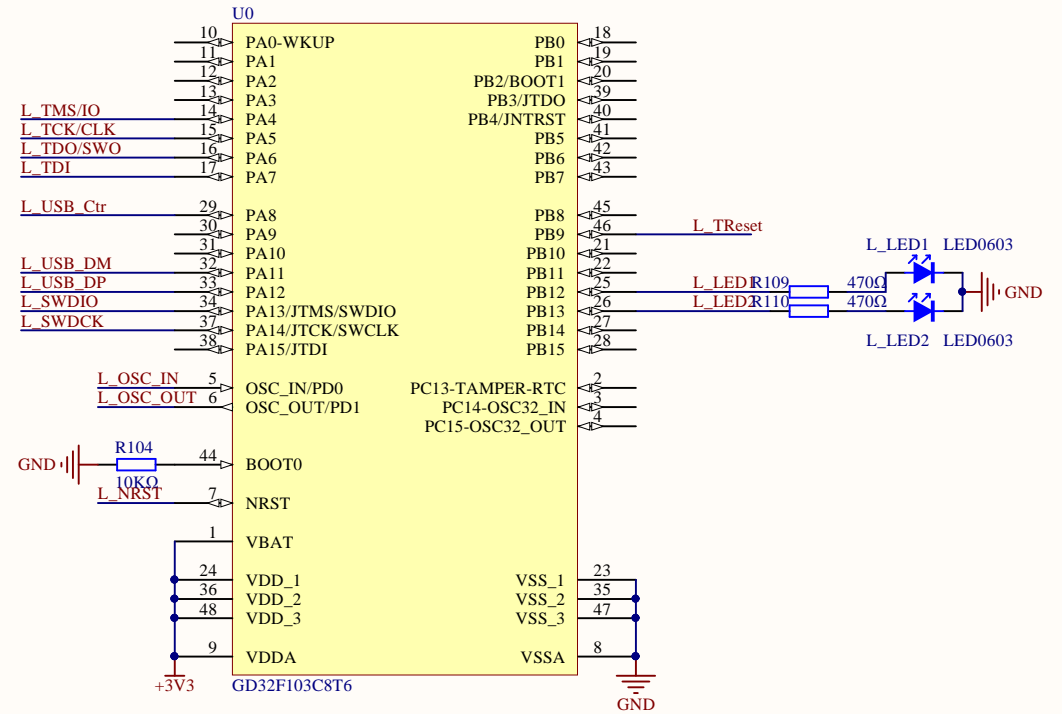 U0
10 PA0-WKUP PB0 18
11 PA1 PB1 19
12 PA2 PB2/BOOT1 20
13 PA3 PB3/JTDO 39
L_TMS/IO 14 PA4 PB4/JNTRST 40
L_TCK/CLK 15 PA5 PB5 41
L_TDO/SWO 16 PA6 PB6 42
L_TDI 17 PA7 PB7 43
L_USB_Ctr 29 PA8 PB8 45
30 PA9 PB9 46 L_TReset
31 PA10 PB10 21
L_LED1 LED0603
L_USB_DM 32 PA11 PB11 22
L_USB_DP 33 PA12 PB12 25 L_LED1 R109 470Ω
GND
L_SWDIO 34 PA13/JTMS/SWDIO PB13 26 L_LED2 R110 470Ω
L_SWDCK 37 PA14/JTCK/SWCLK PB14 27
L_LED2 LED0603
38 PA15/JTDI PB15 28
L_OSC_IN 5 OSC_IN/PD0 PC13-TAMPER-RTC 2
L_OSC_OUT 6 OSC_OUT/PD1 PC14-OSC32_IN 3
PC15-OSC32_OUT 4
R104
GND 44 BOOT0
10KΩ
L_NRST 7 NRST
1 VBAT
24 VDD_1 VSS_1 23
36 VDD_2 VSS_2 35
48 VDD_3 VSS_3 47
9 VDDA VSSA 8
+3V3 GD32F103C8T6
GND